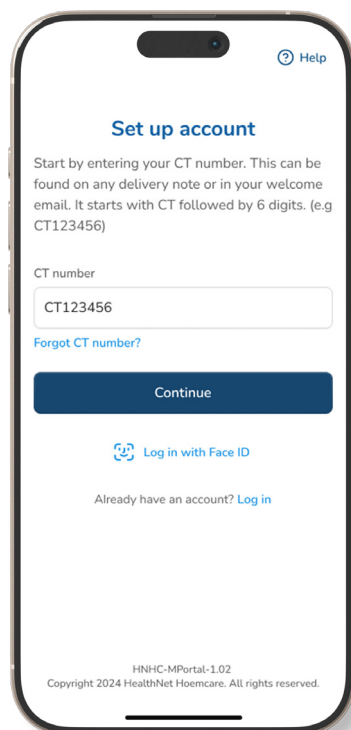 Help
Set up account
Start by entering your CT number. This can be
found on any delivery note or in your welcome
email. It starts with CT followed by 6 digits. (e.g
CT123456)
CT number
CT123456
Forgot CT number?
Continue
Log in with Face ID
Already have an account? Log in
HNHC-MPortal-1.02
Copyright 2024 HealthNet Hoemcare. All rights reserved.